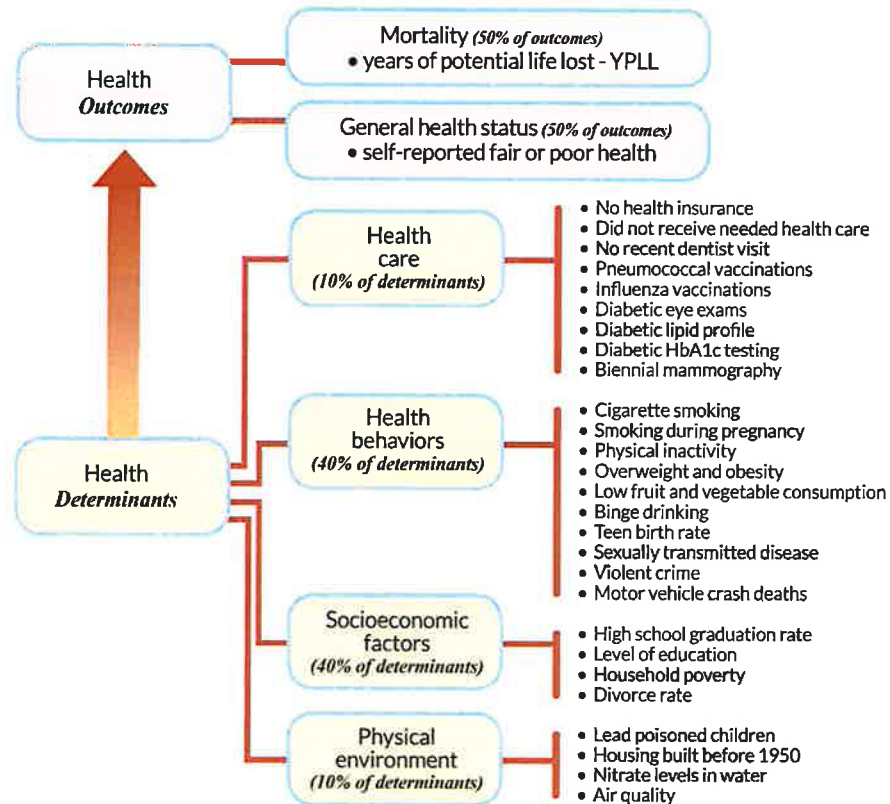 Health
Outcomes
Mortality (50% of outcomes)
• years of potential life lost - YPLL
General health status (50% of outcomes)
• self-reported fair or poor health
Health
Determinants
Health
care
(10% of determinants)
• No health insurance
• Did not receive needed health care
• No recent dentist visit
• Pneumococcal vaccinations
• Influenza vaccinations
• Diabetic eye exams
• Diabetic lipid profile
• Diabetic HbA1c testing
• Biennial mammography
Health
behaviors
(40% of determinants)
• Cigarette smoking
• Smoking during pregnancy
• Physical inactivity
• Overweight and obesity
• Low fruit and vegetable consumption
• Binge drinking
• Teen birth rate
• Sexually transmitted disease
• Violent crime
• Motor vehicle crash deaths
Socioeconomic
factors
(40% of determinants)
• High school graduation rate
• Level of education
• Household poverty
• Divorce rate
Physical
environment
(10% of determinants)
• Lead poisoned children
• Housing built before 1950
• Nitrate levels in water
• Air quality